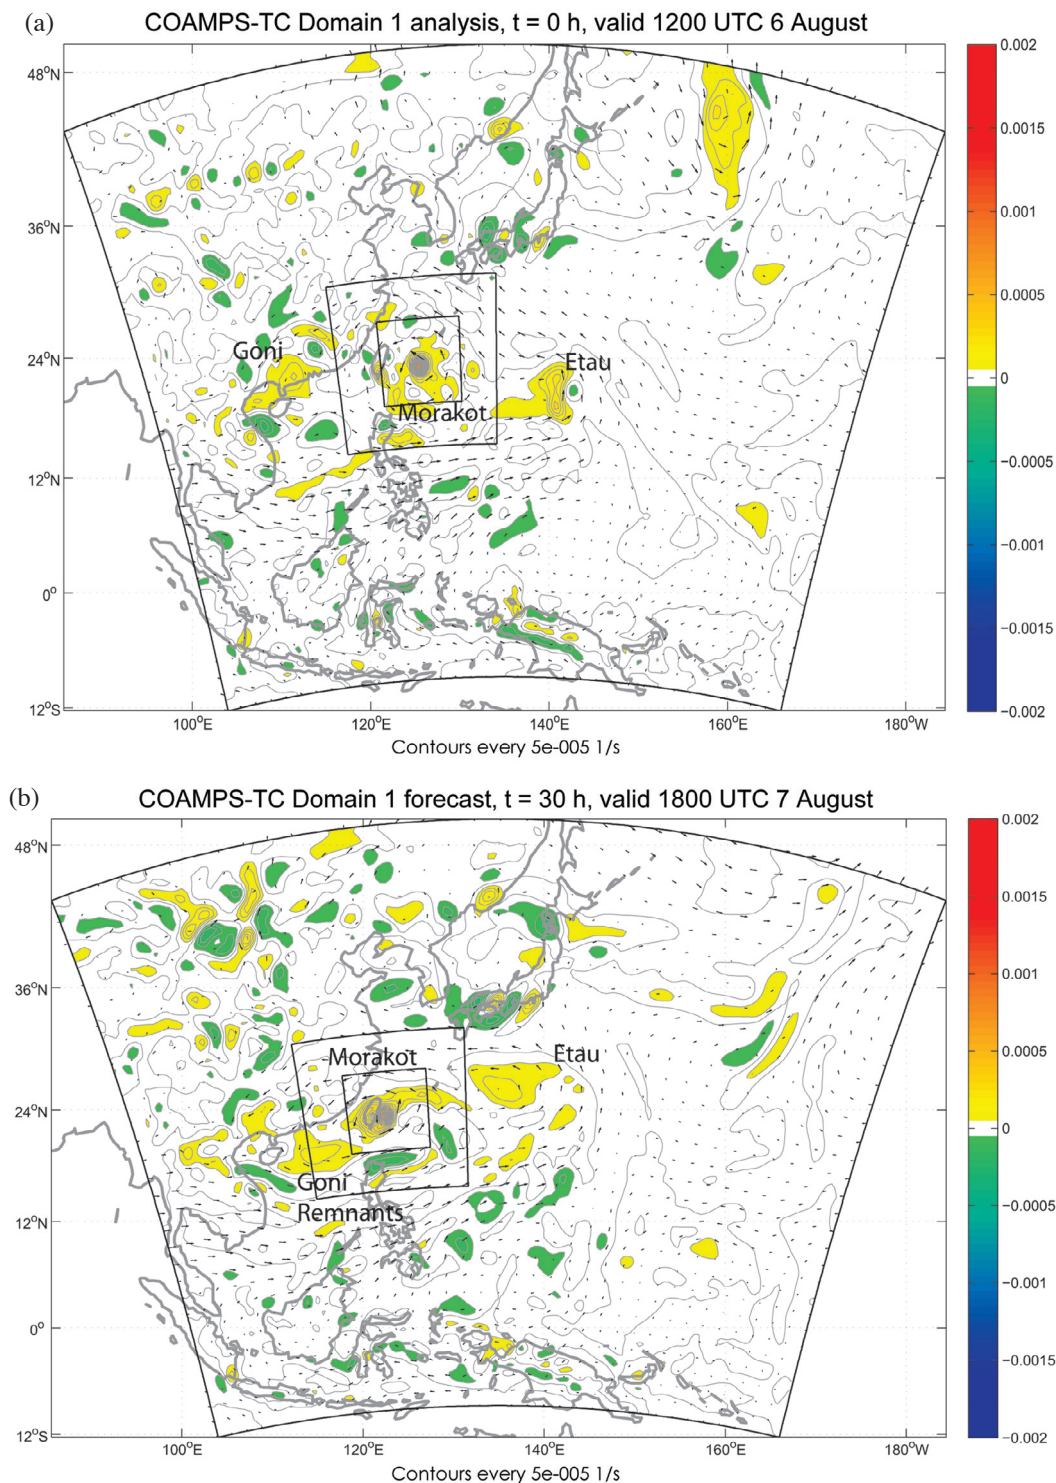 (a)
COAMPS-TC Domain 1 analysis, t = 0 h, valid 1200 UTC 6 August
48°N
36°N
24°N
12°N
0°
12°S
Goni
Etau
Morakot
100°E 120°E 140°E 160°E 180°W
Contours every 5e-005 1/s
0.002
0.0015
0.001
0.0005
0
-0.0005
-0.001
-0.0015
-0.002
(b)
COAMPS-TC Domain 1 forecast, t = 30 h, valid 1800 UTC 7 August
48°N
36°N
24°N
12°N
0°
12°S
Morakot
Etau
Goni
Remnants
100°E 120°E 140°E 160°E 180°W
Contours every 5e-005 1/s
0.002
0.0015
0.001
0.0005
0
-0.0005
-0.001
-0.0015
-0.002